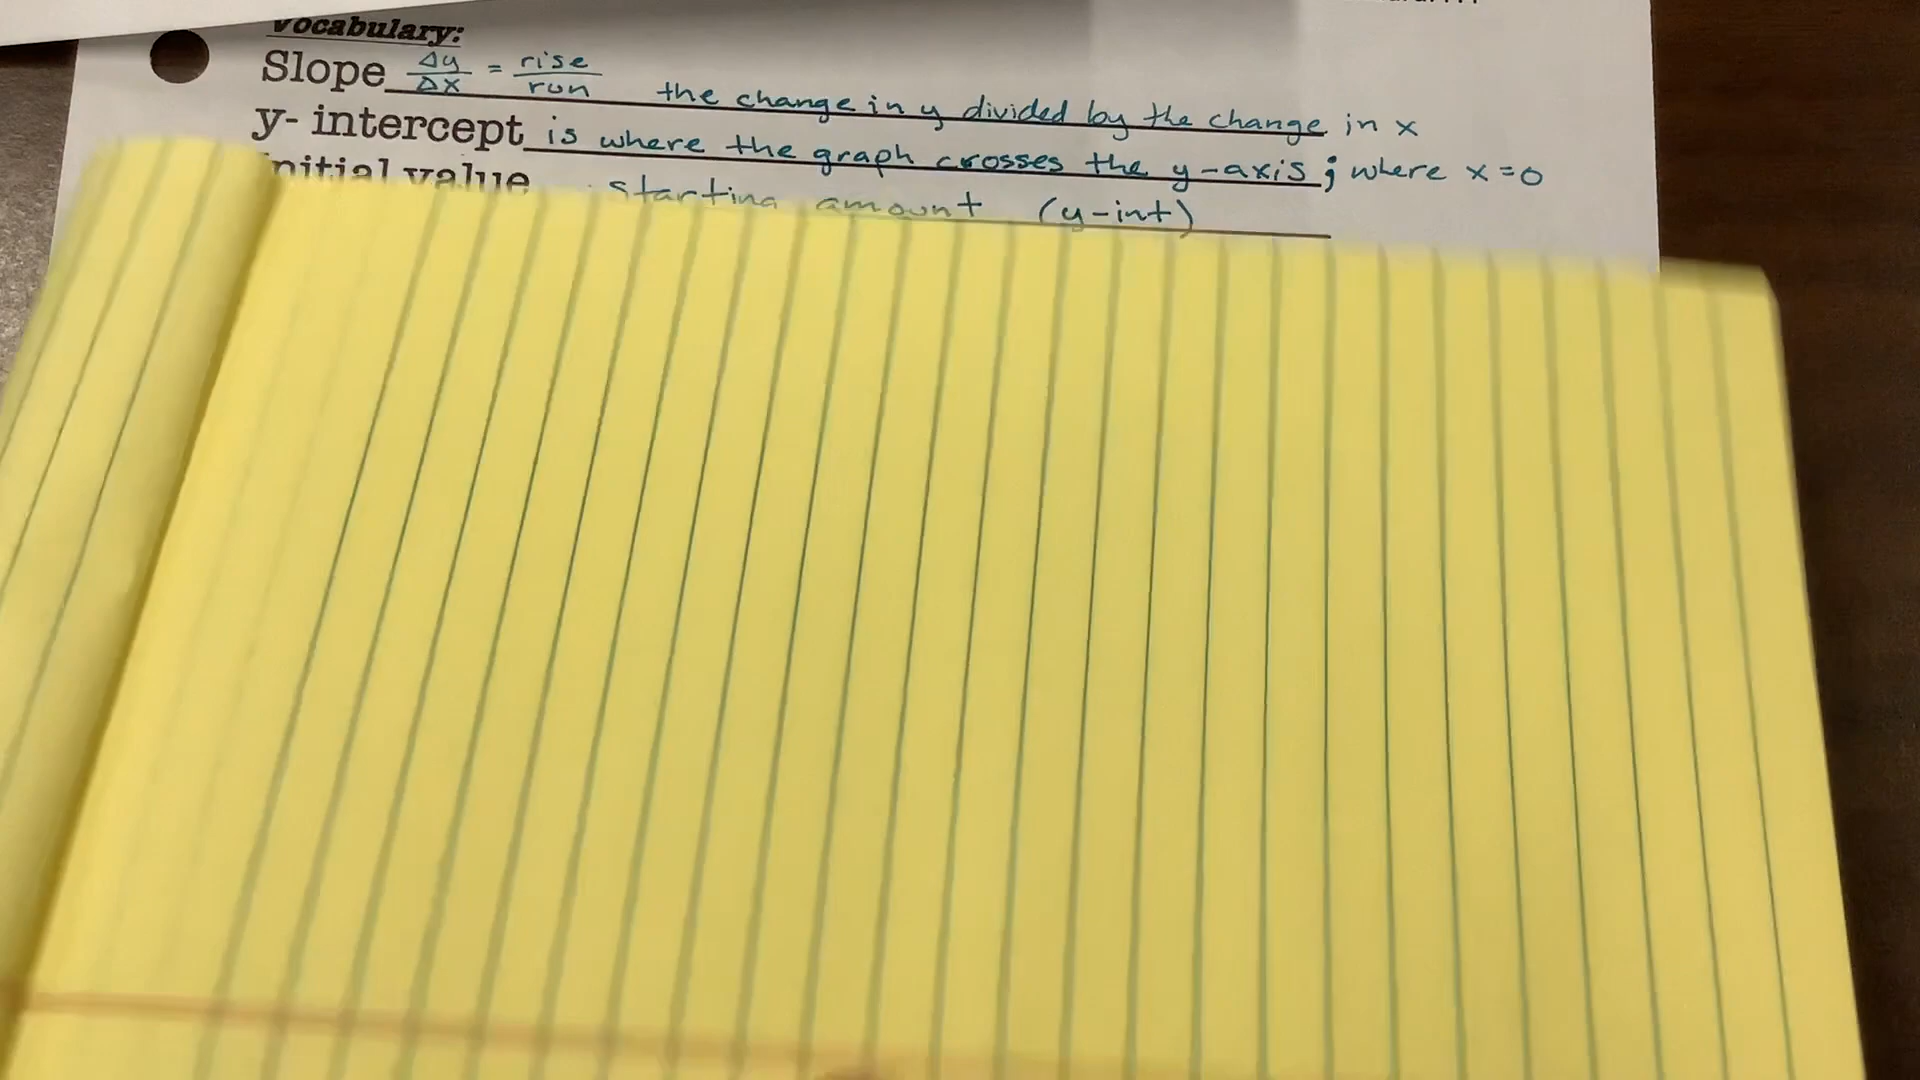 Vocabulary:
Slope Δy/Δx = rise/run the change in y divided by the change in x
y- intercept is where the graph crosses the y-axis; where x=0
initial value starting amount (y-int)